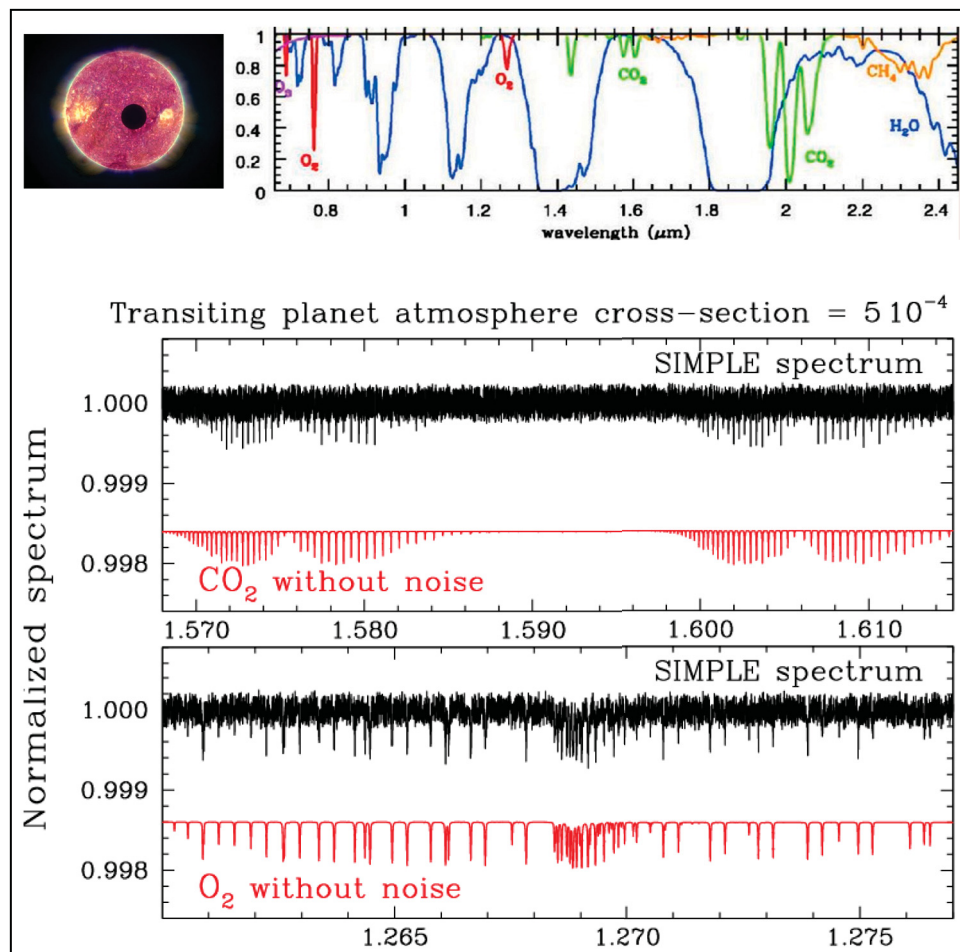 1
0.8
0.6
0.4
0.2
0
O₃
O₂
O₂
CO₂
CO₂
CH₄
H₂O
0.8 1 1.2 1.4 1.6 1.8 2 2.2 2.4
wavelength (μm)
Transiting planet atmosphere cross-section = 5 10⁻⁴
Normalized spectrum
SIMPLE spectrum
1.000
0.999
0.998
CO₂ without noise
1.570 1.580 1.590 1.600 1.610
SIMPLE spectrum
1.000
0.999
0.998
O₂ without noise
1.265 1.270 1.275